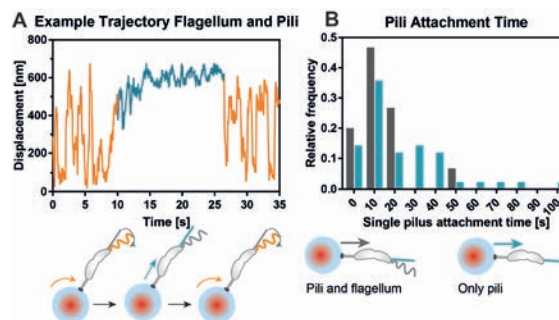 A Example Trajectory Flagellum and Pili
Displacement [nm]
800
600
400
200
0
0 5 10 15 20 25 30 35
Time [s]
B Pili Attachment Time
Relative frequency
0.5
0.4
0.3
0.2
0.1
0.0
0 10 20 30 40 50 60 70 80 90 100
Single pilus attachment time [s]
Pili and flagellum
Only pili